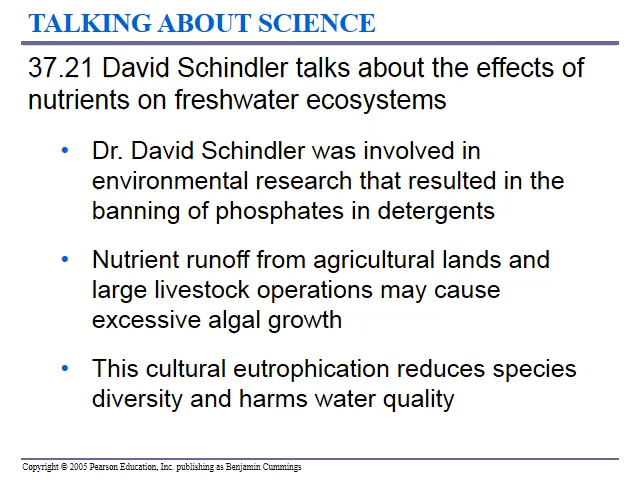 TALKING ABOUT SCIENCE
37.21 David Schindler talks about the effects of
nutrients on freshwater ecosystems
• Dr. David Schindler was involved in
environmental research that resulted in the
banning of phosphates in detergents
• Nutrient runoff from agricultural lands and
large livestock operations may cause
excessive algal growth
• This cultural eutrophication reduces species
diversity and harms water quality
Copyright © 2005 Pearson Education, Inc. publishing as Benjamin Cummings